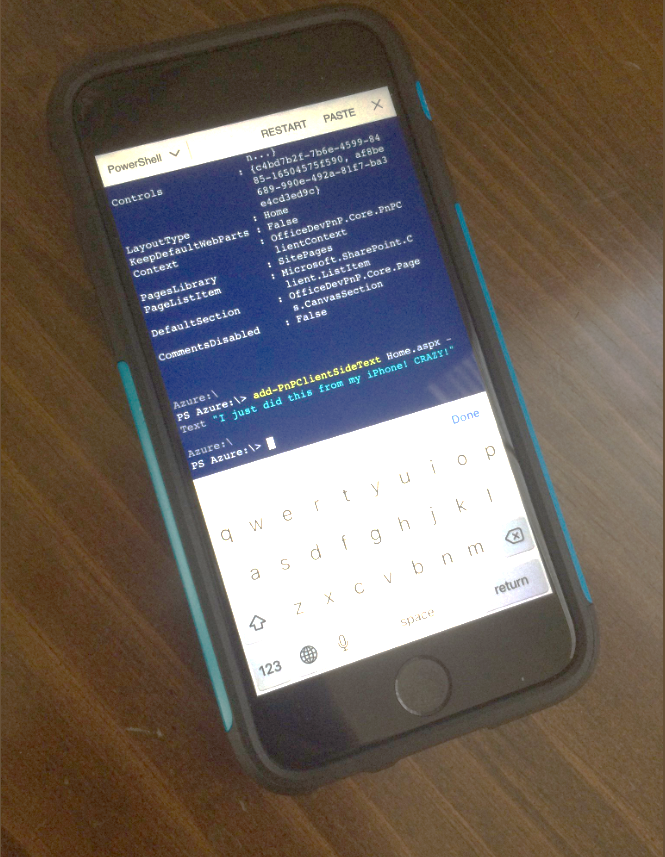 PowerShell RESTART PASTE ×
n...}
Controls : {c4bd7b2f-7b6e-4599-84
85-16504575f590, af8be
689-990e-492a-81f7-ba3
e4cd3ed9c}
LayoutType : Home
KeepDefaultWebParts : False
Context : OfficeDevPnP.Core.PnPC
lientContext
PagesLibrary : SitePages
PageListItem : Microsoft.SharePoint.C
lient.ListItem
DefaultSection : OfficeDevPnP.Core.Page
s.CanvasSection
CommentsDisabled : False
Azure:\
PS Azure:\> add-PnPClientSideText Home.aspx -
Text "I just did this from my iPhone! CRAZY!"
Azure:\
PS Azure:\>
Done
q w e r t y u i o p
a s d f g h j k l
z x c v b n m
123 space return